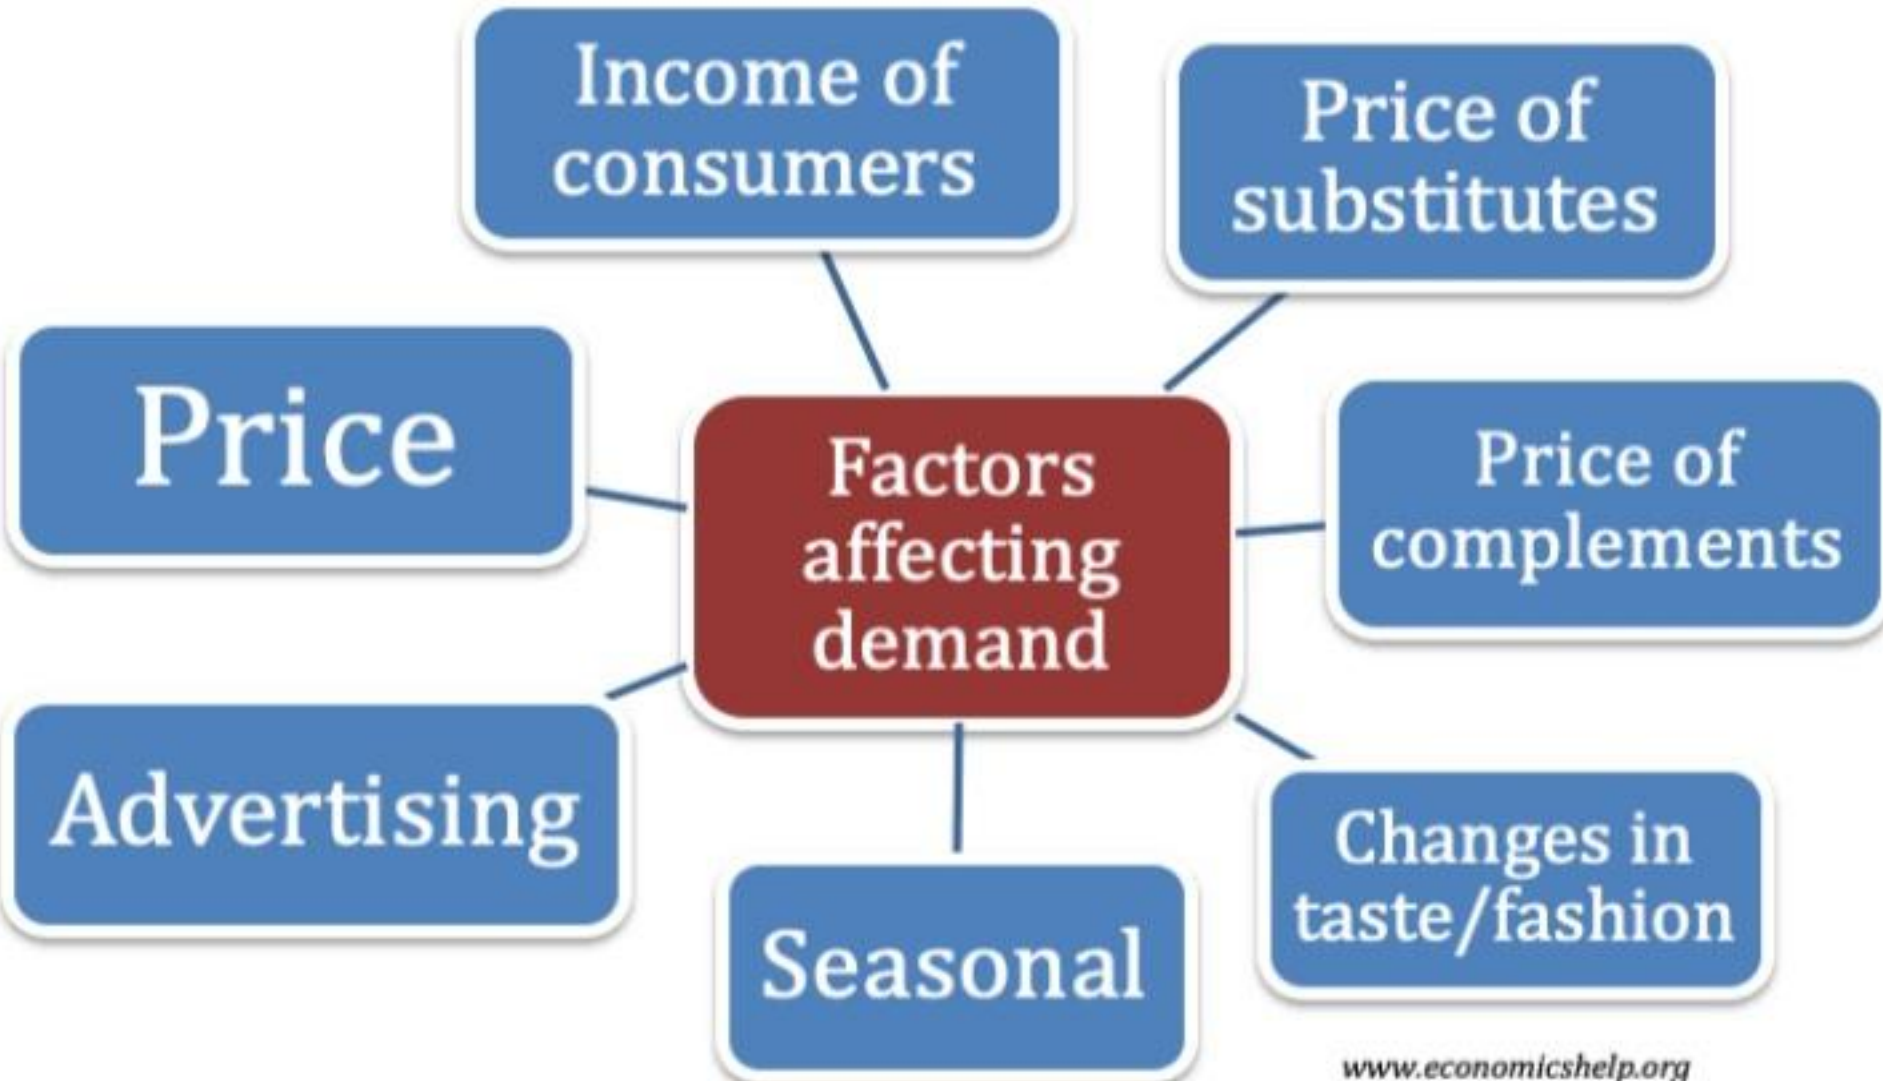 Income of
consumers
Price of
substitutes
Price
Factors
affecting
demand
Price of
complements
Advertising
Seasonal
Changes in
taste/fashion
www.economicshelp.org